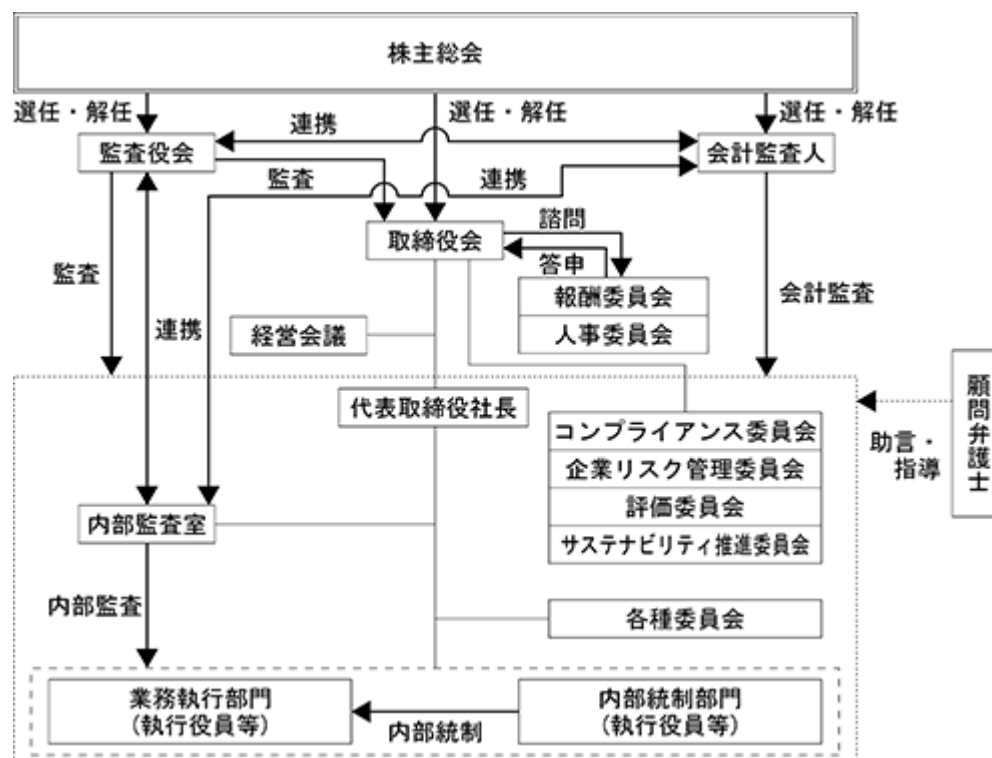 株主総会
選任・解任
選任・解任
選任・解任
連携
監査役会
会計監査人
監査
連携
取締役会
諮問
答申
監査
連携
報酬委員会
人事委員会
会計監査
経営会議
代表取締役社長
コンプライアンス委員会
企業リスク管理委員会
評価委員会
サステナビリティ推進委員会
顧問弁護士
助言・
指導
内部監査室
内部監査
各種委員会
業務執行部門
(執行役員等)
内部統制
内部統制部門
(執行役員等)